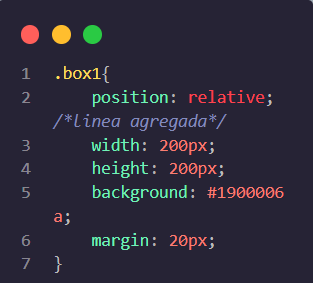 1 .box1{
2 position: relative;
/*linea agregada*/
3 width: 200px;
4 height: 200px;
5 background: #1900006
a;
6 margin: 20px;
7 }